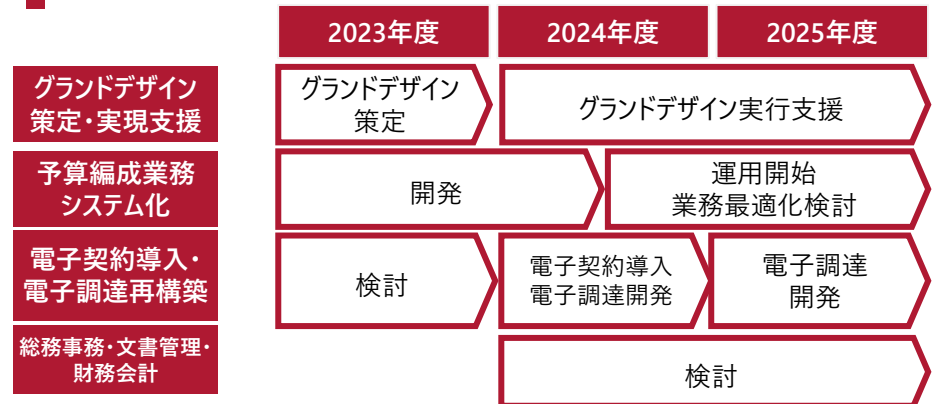 2023年度
2024年度
2025年度
グランドデザイン
策定・実現支援
グランドデザイン
策定
グランドデザイン実行支援
予算編成業務
システム化
開発
運用開始
業務最適化検討
電子契約導入・
電子調達再構築
検討
電子契約導入
電子調達開発
電子調達
開発
総務事務・文書管理・
財務会計
検討